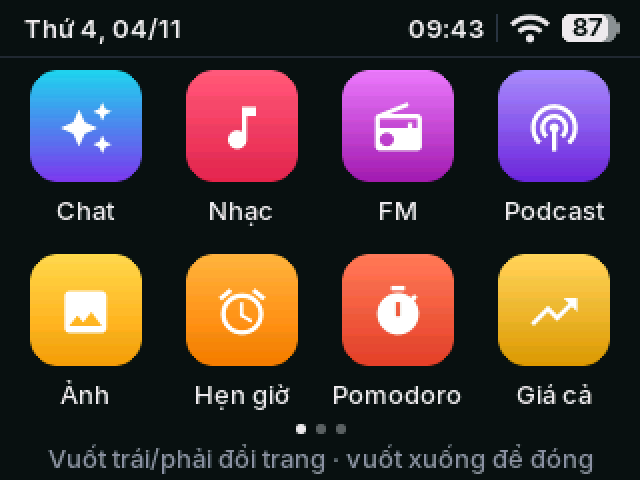 Thứ 4, 04/11 09:43 87
Chat Nhạc FM Podcast
Ảnh Hẹn giờ Pomodoro Giá cả
Vuốt trái/phải đổi trang · vuốt xuống để đóng